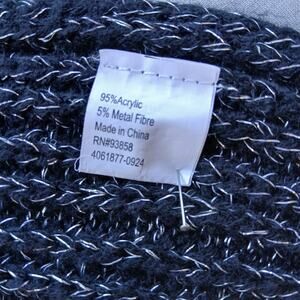 95%Acrylic
5% Metal Fibre
Made in China
RN#93858
4061877-0924